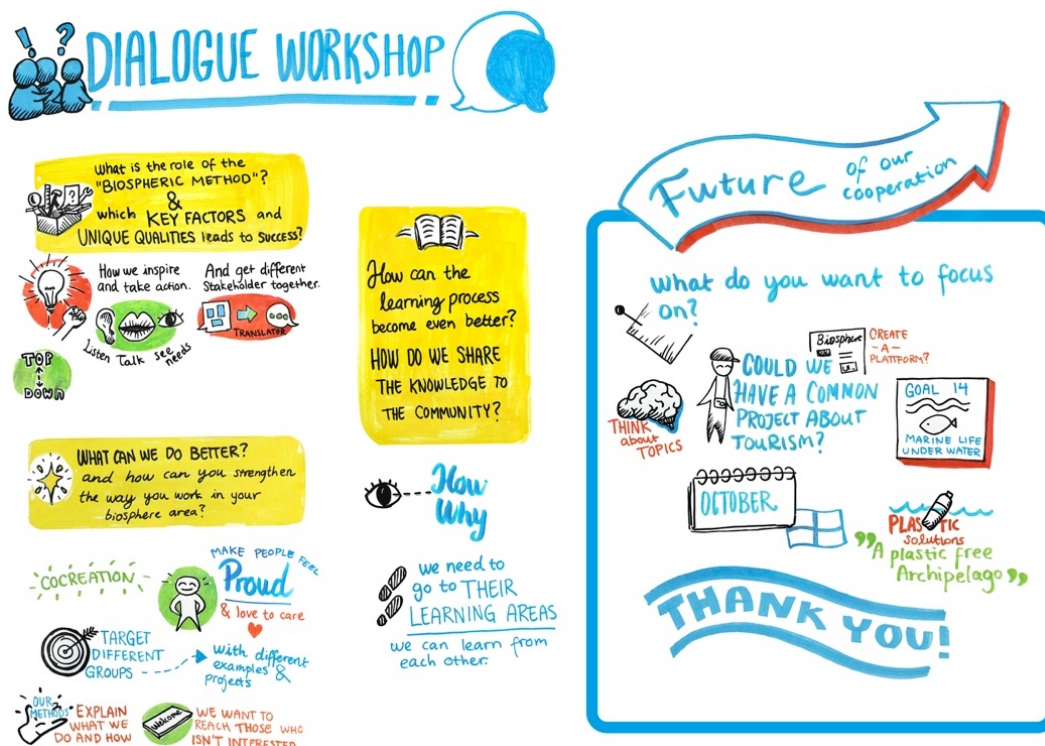 ! ?
DIALOGUE WORKSHOP
What is the role of the
"BIOSPHERIC METHOD"?
&
which KEY FACTORS and
UNIQUE QUALITIES leads to success?
?
How we inspire
and take action.
And get different
Stakeholder together.
TRANSLATOR
Listen Talk see needs
TOP
DOWN
WHAT CAN WE DO BETTER?
and how can you strengthen
the way you work in your
biosphere area?
COCREATION
MAKE PEOPLE FEEL
Proud
& love to care
TARGET
DIFFERENT
GROUPS
with different
examples &
projects
OUR
METHODS
EXPLAIN
WHAT WE
DO AND HOW
Welcome
WE WANT TO
REACH THOSE WHO
ISN'T INTERESTED
How can the
learning process
become even better?
HOW DO WE SHARE
THE KNOWLEDGE TO
THE COMMUNITY?
How
Why
we need to
go to THEIR
LEARNING AREAS
we can learn from
each other.
Future of our
cooperation
What do you want to focus
on?
Biosphere
CREATE
- A -
PLATTFORM?
THINK
about
TOPICS
COULD WE
HAVE A COMMON
PROJECT ABOUT
TOURISM?
GOAL 14
MARINE LIFE
UNDER WATER
OCTOBER
PLASTIC
solutions
"A plastic free
Archipelago"
THANK YOU!